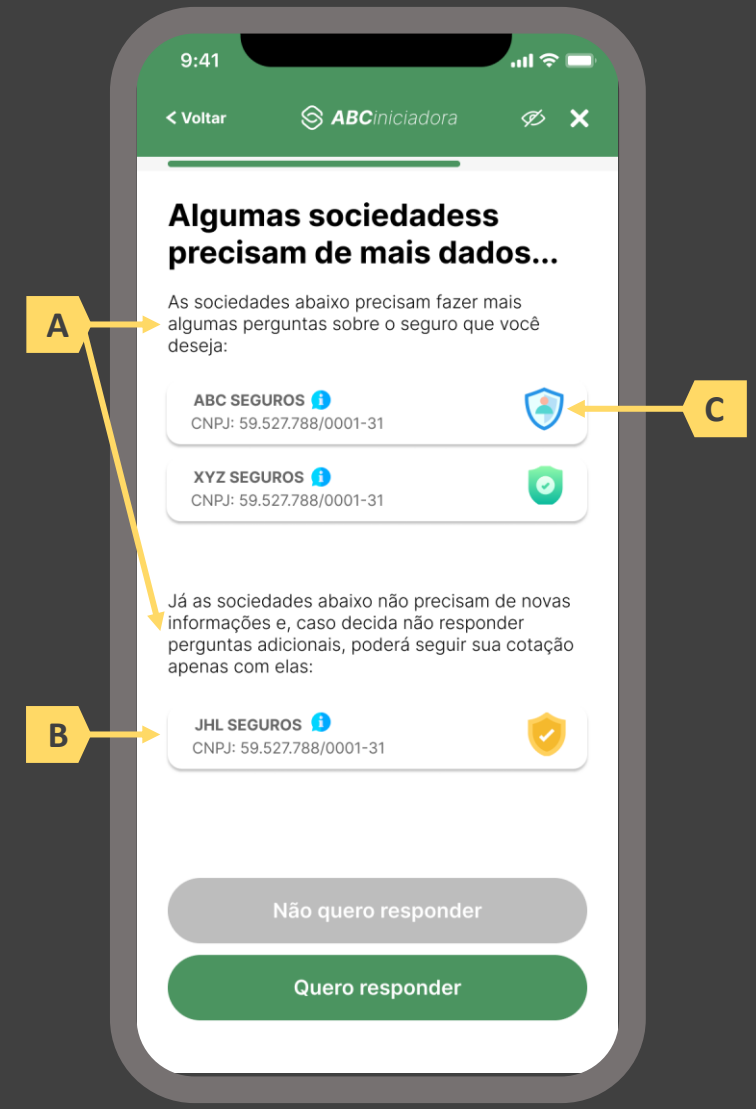 9:41
< Voltar
ABCiniciadora
Algumas sociedadess
precisam de mais dados...
As sociedades abaixo precisam fazer mais
algumas perguntas sobre o seguro que você
deseja:
A
ABC SEGUROS i
CNPJ: 59.527.788/0001-31
C
XYZ SEGUROS i
CNPJ: 59.527.788/0001-31
Já as sociedades abaixo não precisam de novas
informações e, caso decida não responder
perguntas adicionais, poderá seguir sua cotação
apenas com elas:
B
JHL SEGUROS i
CNPJ: 59.527.788/0001-31
Não quero responder
Quero responder